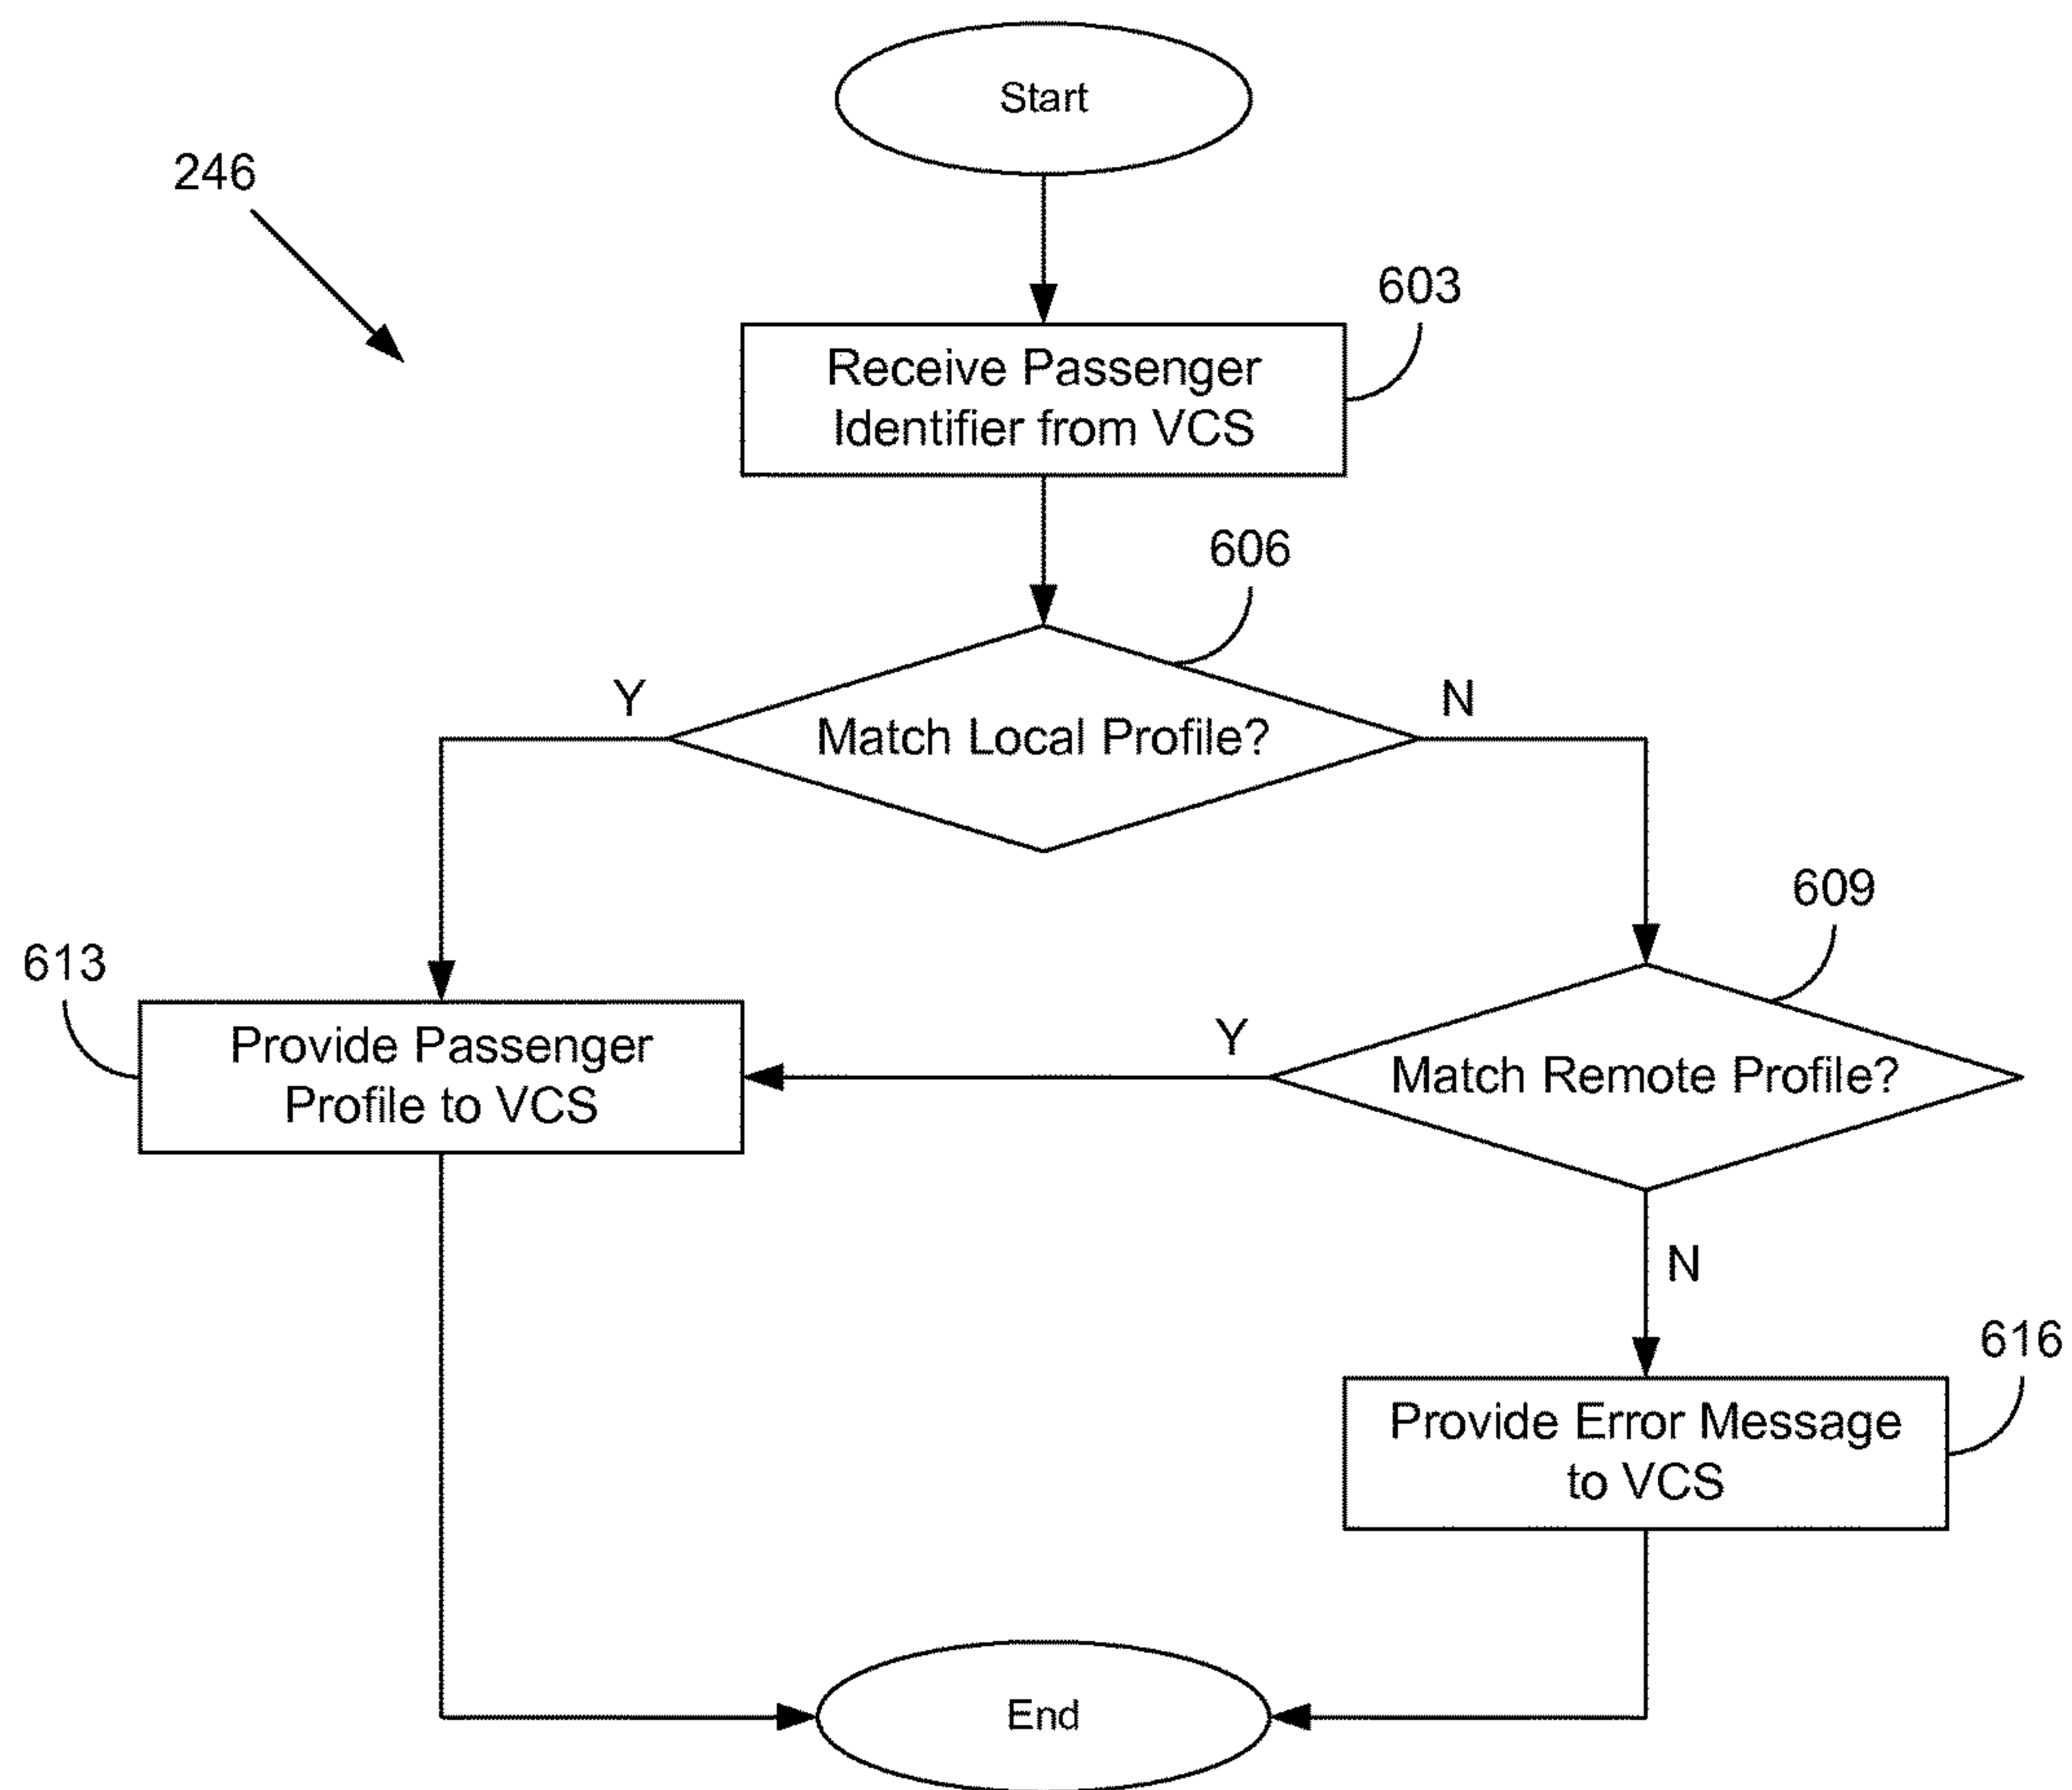 Start
246
603
Receive Passenger
Identifier from VCS
606
Y
N
Match Local Profile?
609
613
Provide Passenger
Profile to VCS
Y
Match Remote Profile?
N
616
Provide Error Message
to VCS
End